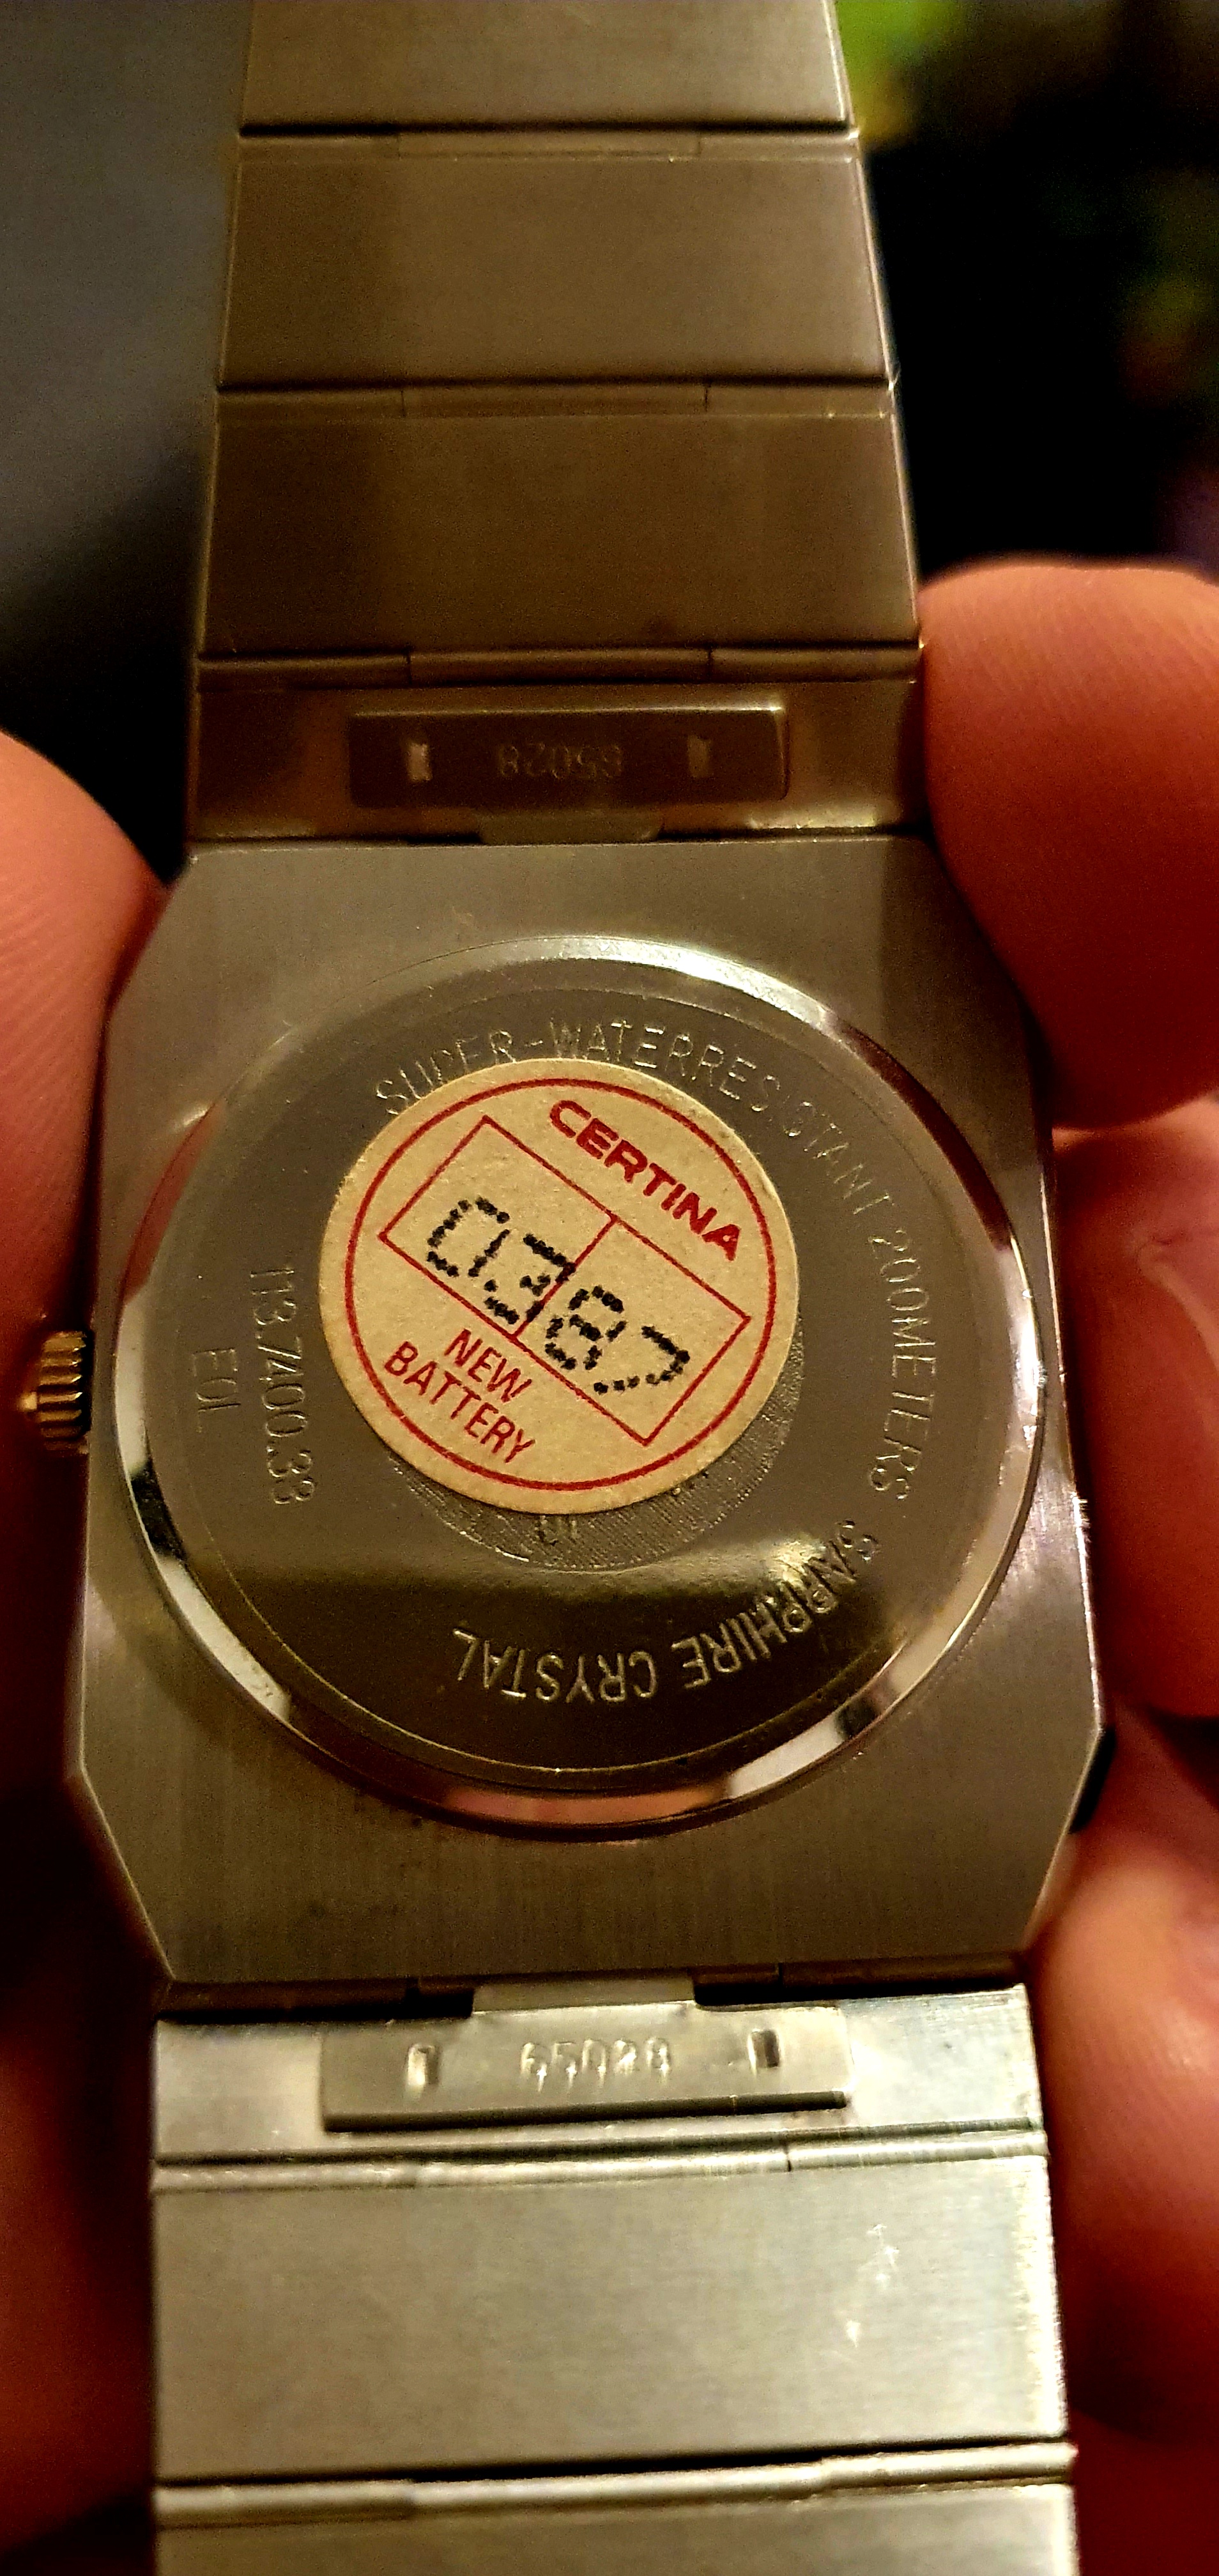 65028
SUPER-WATERRESISTANT 200METERS
CERTINA
0387
NEW
BATTERY
113.7400.33
EOL
SAPPHIRE CRYSTAL
65028